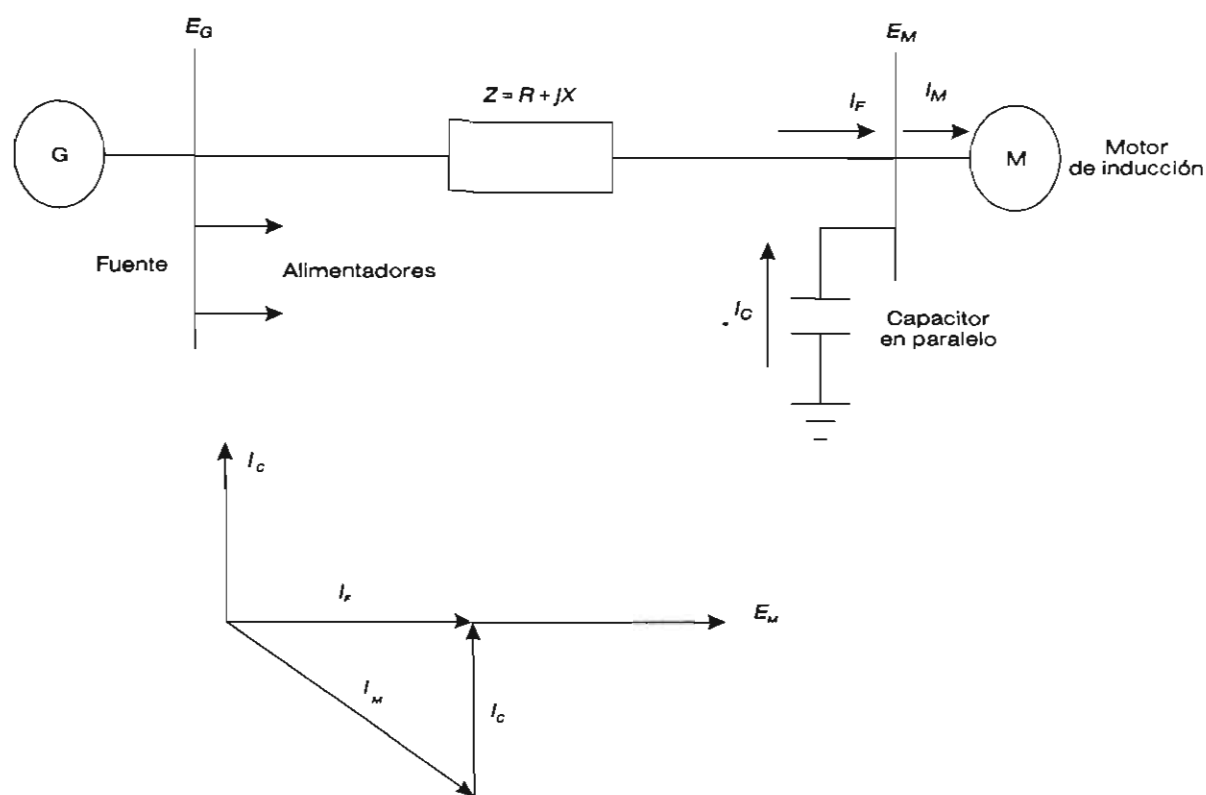 E_G
E_M
Z = R + jX
I_F
I_M
G
M
Motor
de inducción
Fuente
Alimentadores
I_C
Capacitor
en paralelo
I_C
I_F
E_M
I_M
I_C